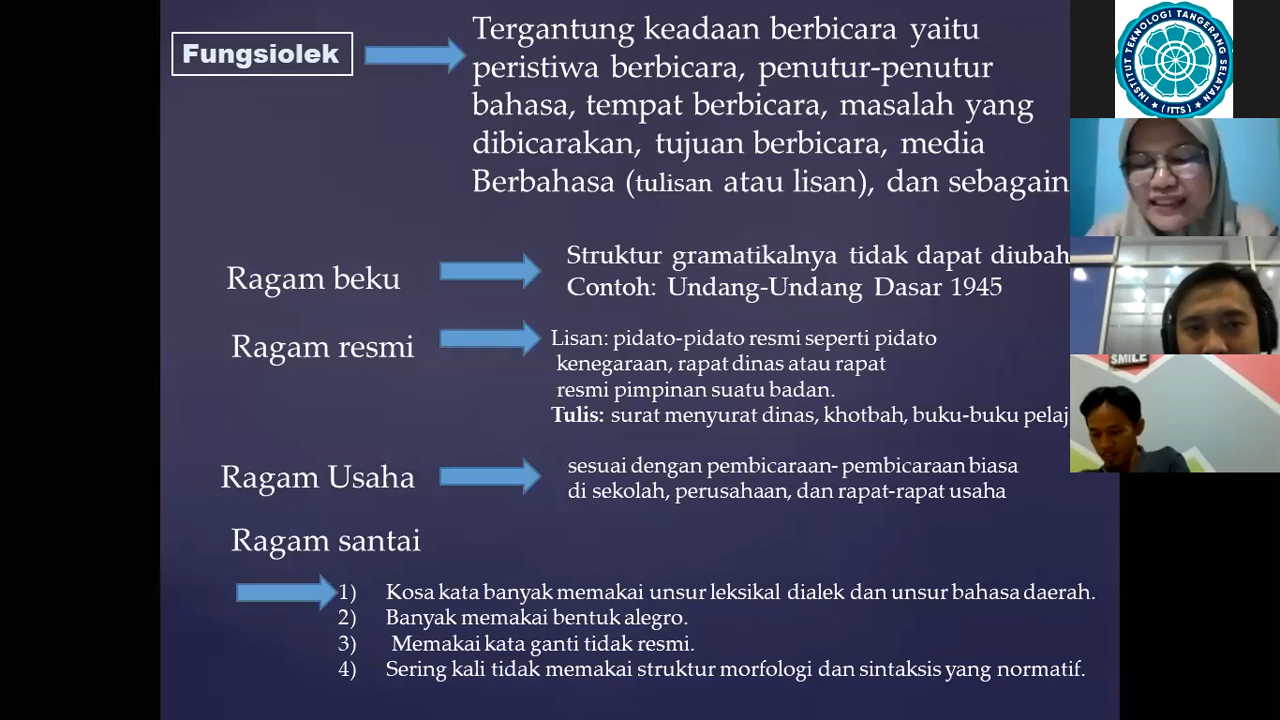 Fungsiolek
Tergantung keadaan berbicara yaitu
peristiwa berbicara, penutur-penutur
bahasa, tempat berbicara, masalah yang
dibicarakan, tujuan berbicara, media
Berbahasa (tulisan atau lisan), dan sebagain
Ragam beku
Struktur gramatikalnya tidak dapat diubah
Contoh: Undang-Undang Dasar 1945
Ragam resmi
Lisan: pidato-pidato resmi seperti pidato
kenegaraan, rapat dinas atau rapat
resmi pimpinan suatu badan.
Tulis: surat menyurat dinas, khotbah, buku-buku pelaj
Ragam Usaha
sesuai dengan pembicaraan- pembicaraan biasa
di sekolah, perusahaan, dan rapat-rapat usaha
Ragam santai
1) Kosa kata banyak memakai unsur leksikal dialek dan unsur bahasa daerah.
2) Banyak memakai bentuk alegro.
3) Memakai kata ganti tidak resmi.
4) Sering kali tidak memakai struktur morfologi dan sintaksis yang normatif.
INSTITUT TEKNOLOGI TANGERANG SELATAN
(ITTS)
SMILE